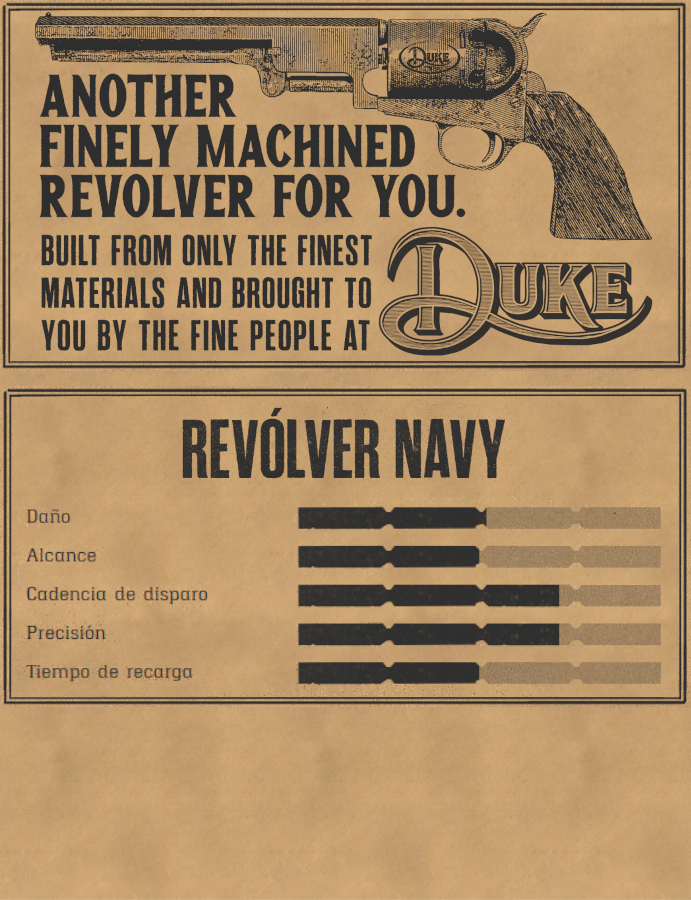 DUKE
ANOTHER
FINELY MACHINED
REVOLVER FOR YOU.
BUILT FROM ONLY THE FINEST
MATERIALS AND BROUGHT TO
YOU BY THE FINE PEOPLE AT
DUKE
REVÓLVER NAVY
Daño
Alcance
Cadencia de disparo
Precisión
Tiempo de recarga